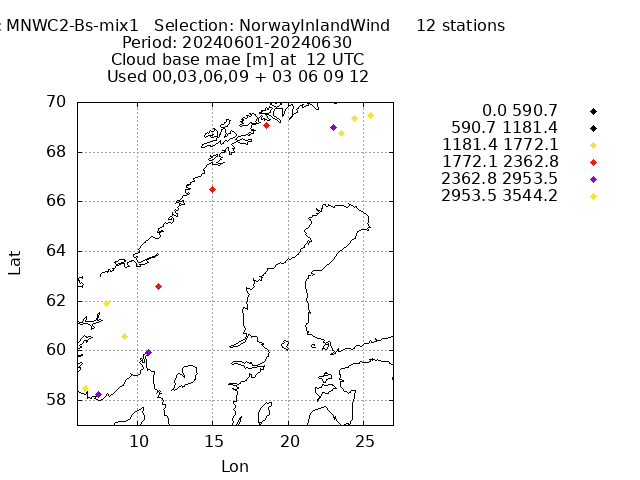 : MNWC2-Bs-mix1 Selection: NorwayInlandWind 12 stations
Period: 20240601-20240630
Cloud base mae [m] at 12 UTC
Used 00,03,06,09 + 03 06 09 12
0.0 590.7
590.7 1181.4
1181.4 1772.1
1772.1 2362.8
2362.8 2953.5
2953.5 3544.2
70
68
66
64
62
60
58
Lat
10 15 20 25
Lon